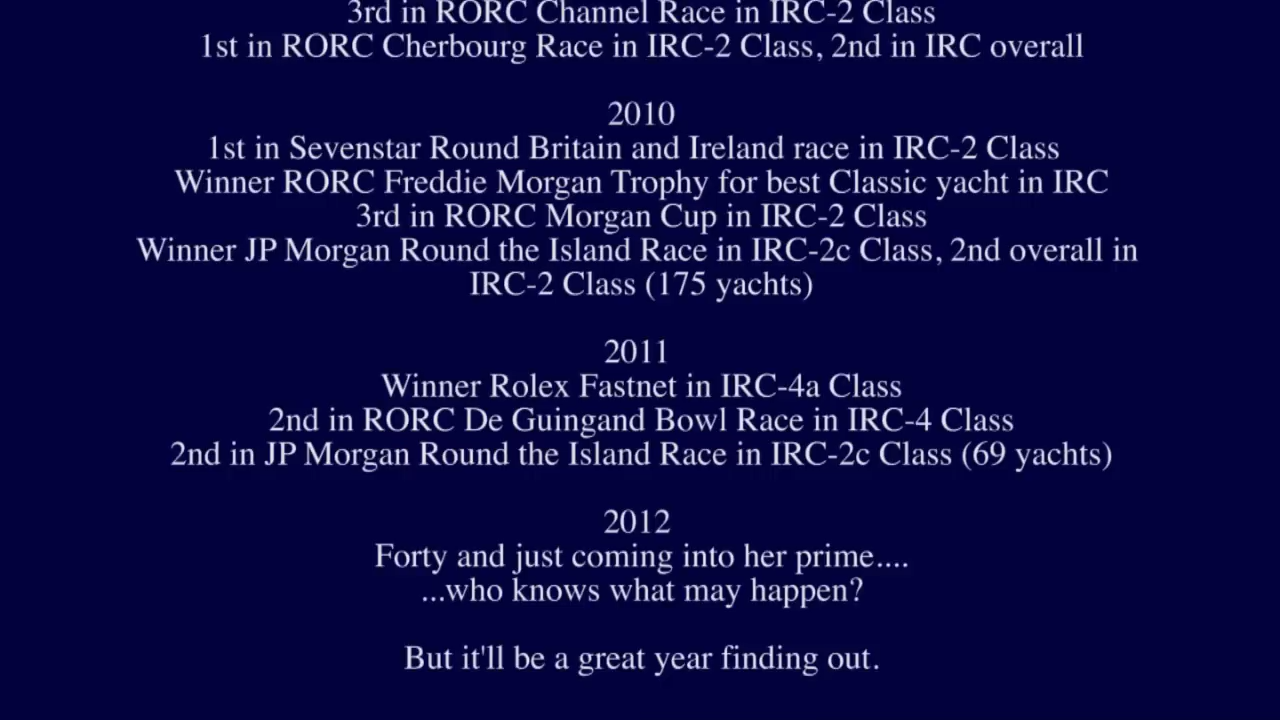 3rd in RORC Channel Race in IRC-2 Class
1st in RORC Cherbourg Race in IRC-2 Class, 2nd in IRC overall
2010
1st in Sevenstar Round Britain and Ireland race in IRC-2 Class
Winner RORC Freddie Morgan Trophy for best Classic yacht in IRC
3rd in RORC Morgan Cup in IRC-2 Class
Winner JP Morgan Round the Island Race in IRC-2c Class, 2nd overall in
IRC-2 Class (175 yachts)
2011
Winner Rolex Fastnet in IRC-4a Class
2nd in RORC De Guingand Bowl Race in IRC-4 Class
2nd in JP Morgan Round the Island Race in IRC-2c Class (69 yachts)
2012
Forty and just coming into her prime....
...who knows what may happen?
But it'll be a great year finding out.